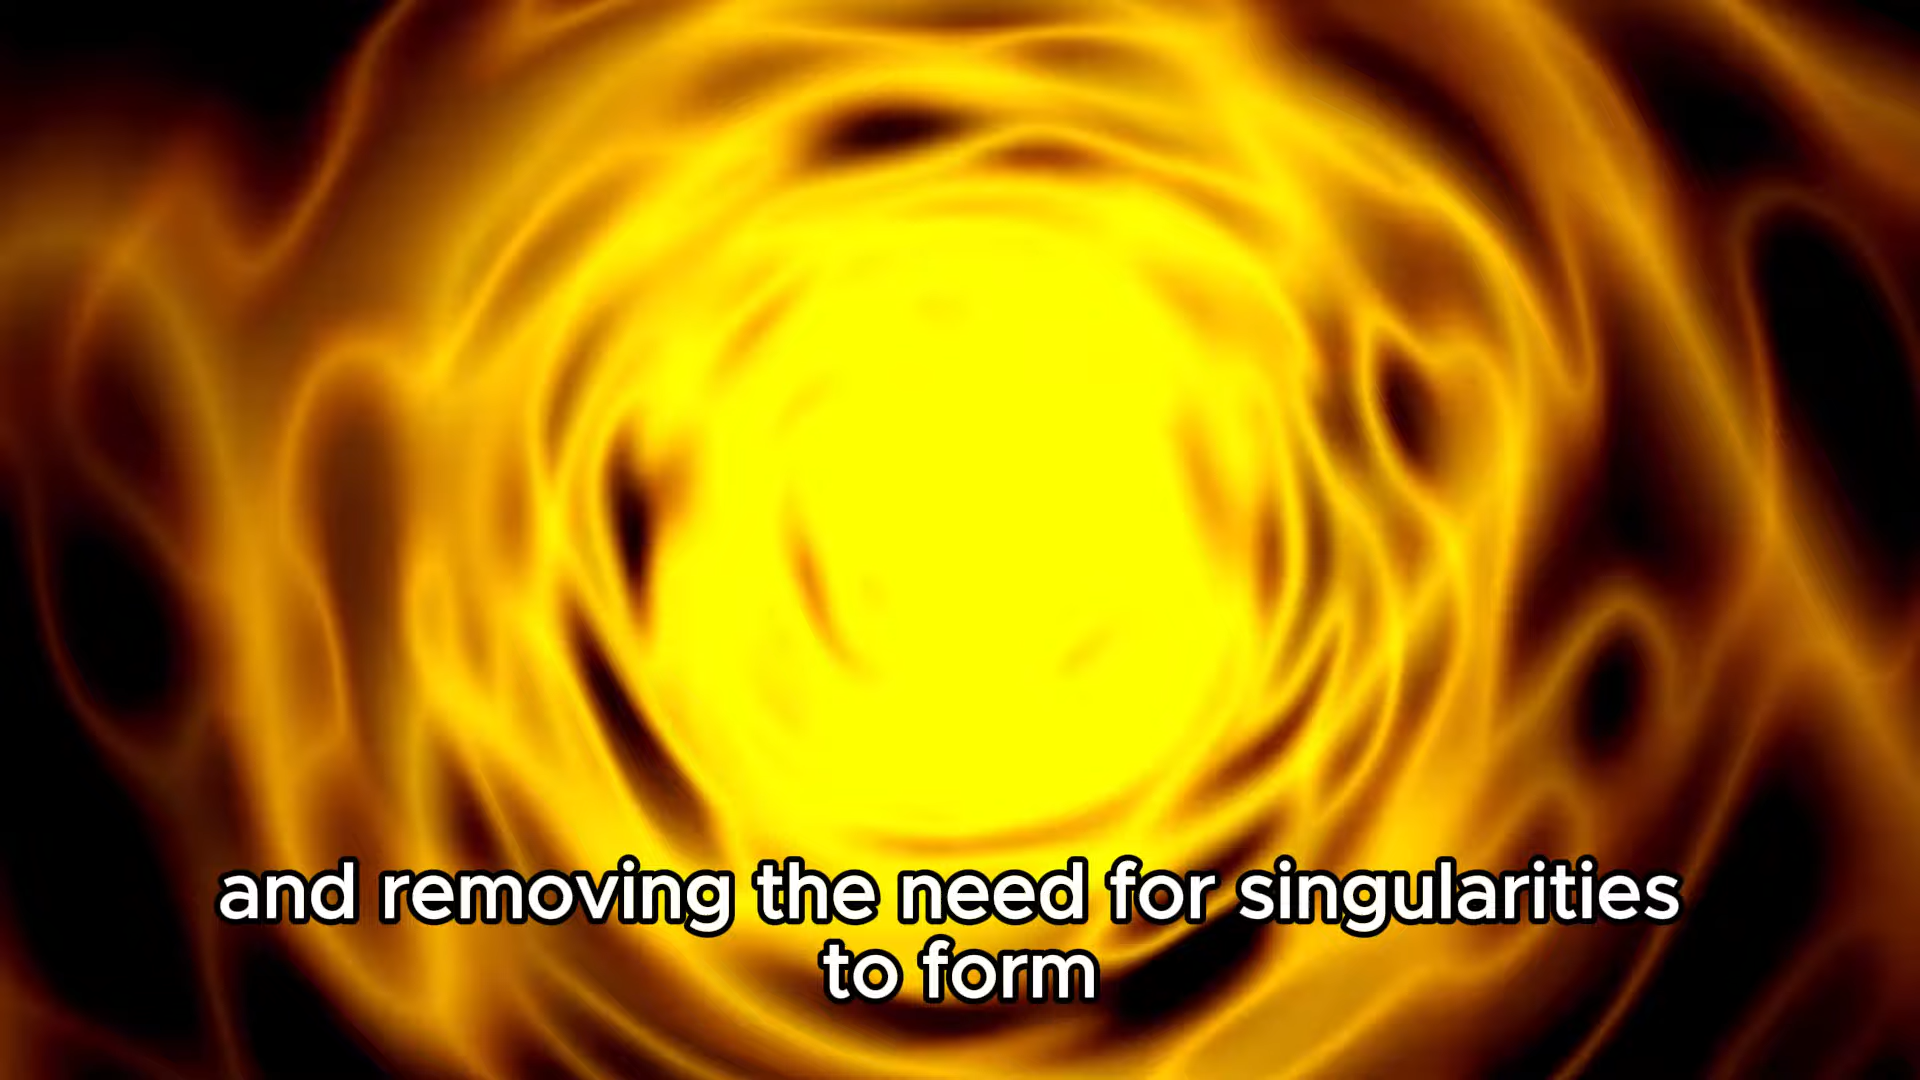 and removing the need for singularities
to form